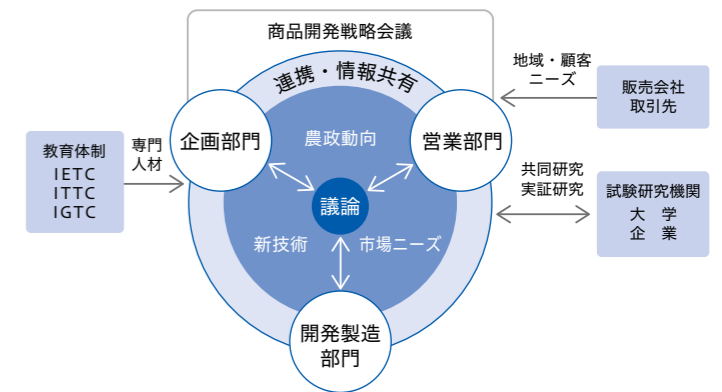 商品開発戦略会議
連携・情報共有
企画部門
農政動向
営業部門
議論
新技術
市場ニーズ
開発製造
部門
教育体制
IETC
ITTC
IGTC
専門
人材
地域・顧客
ニーズ
販売会社
取引先
共同研究
実証研究
試験研究機関
大　学
企　業